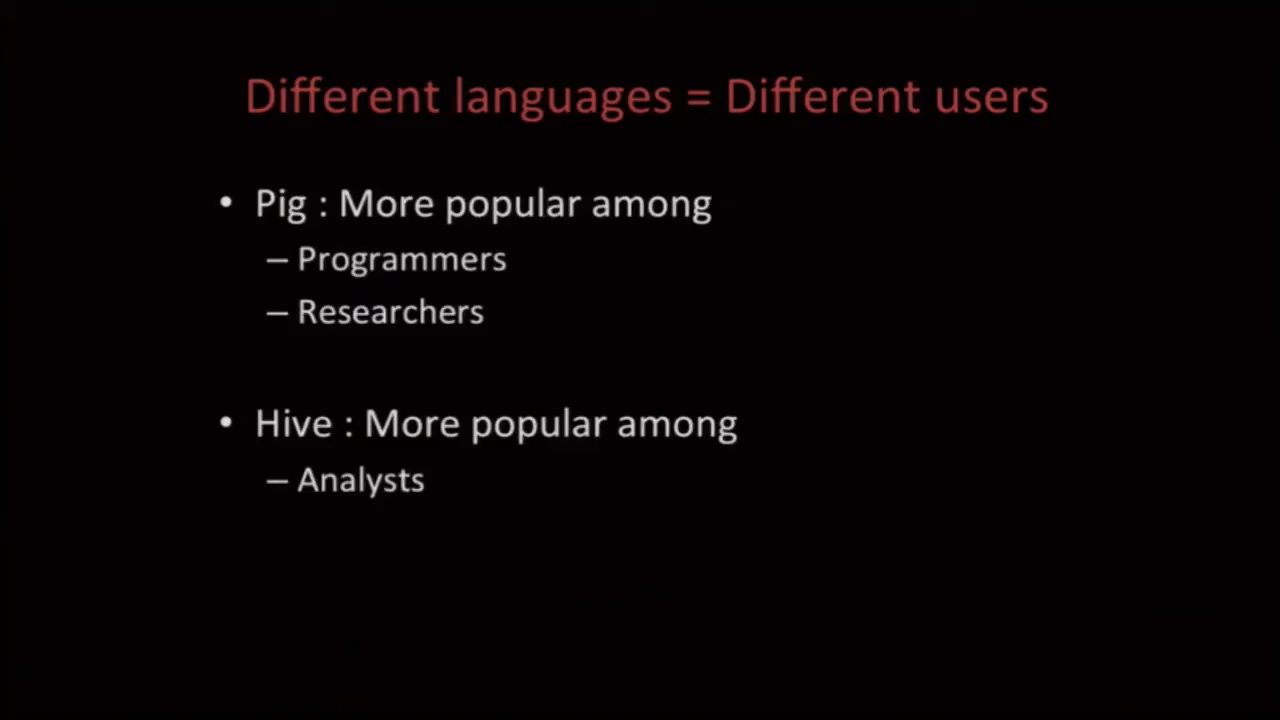 Different languages = Different users
• Pig : More popular among
– Programmers
– Researchers
• Hive : More popular among
– Analysts